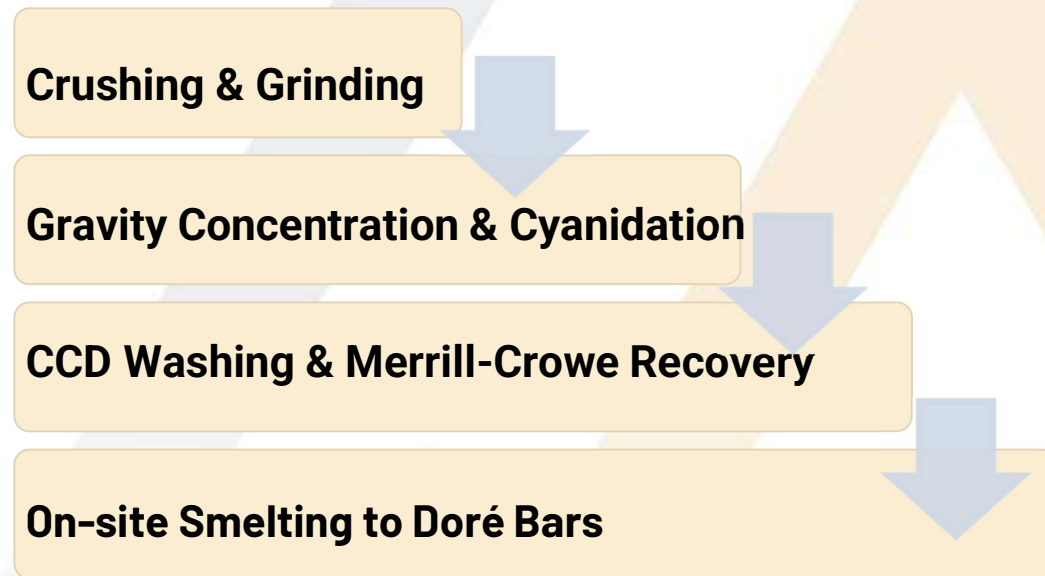 Crushing & Grinding
Gravity Concentration & Cyanidation
CCD Washing & Merrill-Crowe Recovery
On-site Smelting to Doré Bars